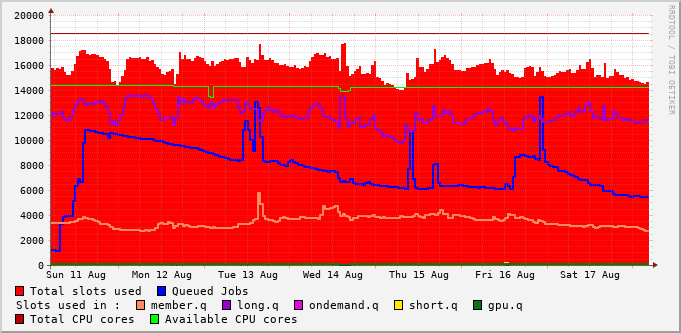 20000
18000
16000
14000
12000
10000
8000
6000
4000
2000
0
Sun 11 Aug Mon 12 Aug Tue 13 Aug Wed 14 Aug Thu 15 Aug Fri 16 Aug Sat 17 Aug
RRDTOOL / TOBI OETIKER
Total slots used Queued Jobs
Slots used in : member.q long.q ondemand.q short.q gpu.q
Total CPU cores Available CPU cores